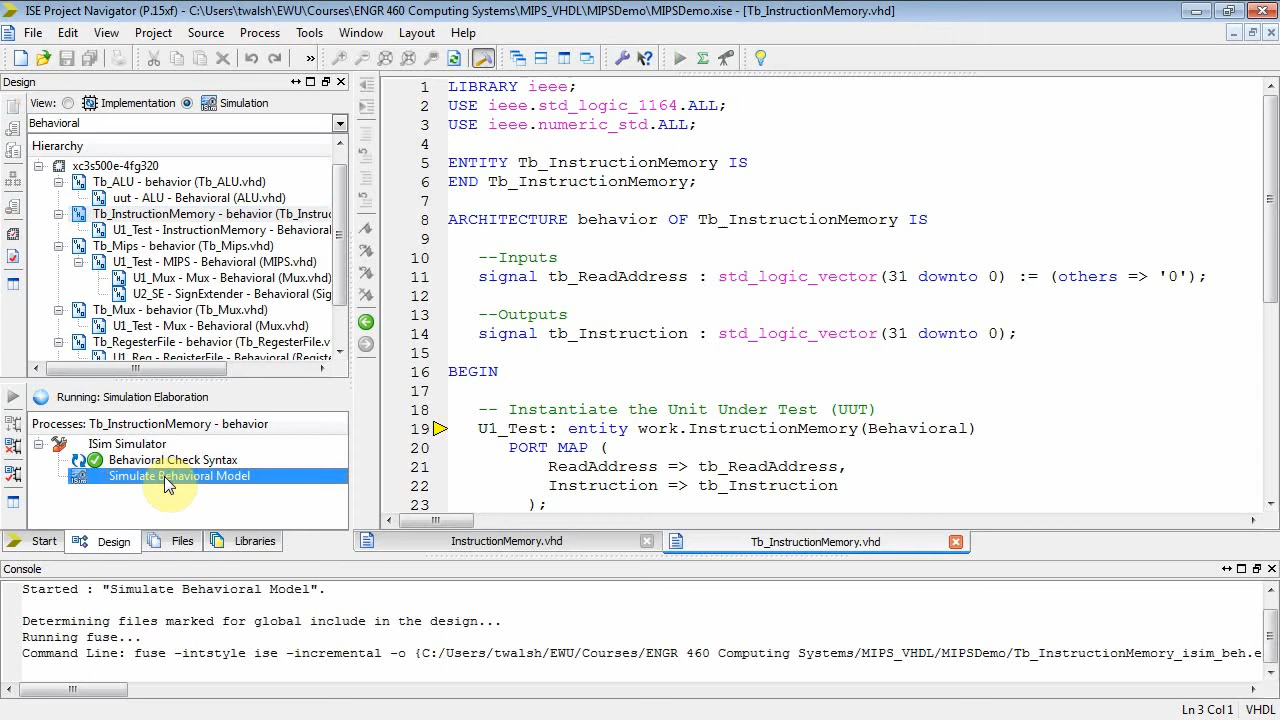 ISE Project Navigator (P.15xf) - C:\Users\twalsh\EWU\Courses\ENGR 460 Computing Systems\MIPS_VHDL\MIPSDemo\MIPSDemo.xise - [Tb_InstructionMemory.vhd]
File Edit View Project Source Process Tools Window Layout Help
»
Design
View: Implementation Simulation
Behavioral
Hierarchy
xc3s500e-4fg320
Tb_ALU - behavior (Tb_ALU.vhd)
uut - ALU - Behavioral (ALU.vhd)
Tb_InstructionMemory - behavior (Tb_Instruc
U1_Test - InstructionMemory - Behavioral
Tb_Mips - behavior (Tb_Mips.vhd)
U1_Test - MIPS - Behavioral (MIPS.vhd)
U1_Mux - Mux - Behavioral (Mux.vhd)
U2_SE - SignExtender - Behavioral (Sig
Tb_Mux - behavior (Tb_Mux.vhd)
U1_Test - Mux - Behavioral (Mux.vhd)
Tb_RegesterFile - behavior (Tb_RegesterFile.v
U1_Reg - RegisterFile - Behavioral (Registe
Running: Simulation Elaboration
Processes: Tb_InstructionMemory - behavior
ISim Simulator
Behavioral Check Syntax
Simulate Behavioral Model
Start Design Files Libraries
1 LIBRARY ieee;
2 USE ieee.std_logic_1164.ALL;
3 USE ieee.numeric_std.ALL;
4
5 ENTITY Tb_InstructionMemory IS
6 END Tb_InstructionMemory;
7
8 ARCHITECTURE behavior OF Tb_InstructionMemory IS
9
10 --Inputs
11 signal tb_ReadAddress : std_logic_vector(31 downto 0) := (others => '0');
12
13 --Outputs
14 signal tb_Instruction : std_logic_vector(31 downto 0);
15
16 BEGIN
17
18 -- Instantiate the Unit Under Test (UUT)
19 U1_Test: entity work.InstructionMemory(Behavioral)
20 PORT MAP (
21 ReadAddress => tb_ReadAddress,
22 Instruction => tb_Instruction
23 );
InstructionMemory.vhd Tb_InstructionMemory.vhd
Console
Started : "Simulate Behavioral Model".
Determining files marked for global include in the design...
Running fuse...
Command Line: fuse -intstyle ise -incremental -o {C:/Users/twalsh/EWU/Courses/ENGR 460 Computing Systems/MIPS_VHDL/MIPSDemo/Tb_InstructionMemory_isim_beh.e
Ln 3 Col 1 VHDL